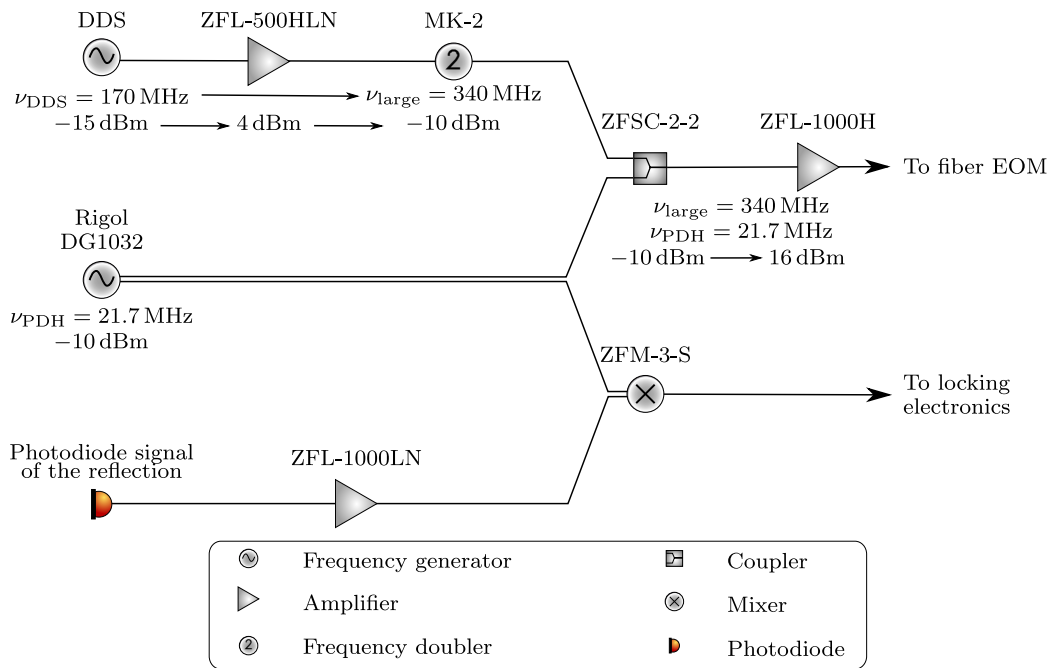 DDS
ZFL-500HLN
MK-2
2
ν_DDS = 170 MHz
ν_large = 340 MHz
−15 dBm
4 dBm
−10 dBm
ZFSC-2-2
ZFL-1000H
To fiber EOM
ν_large = 340 MHz
ν_PDH = 21.7 MHz
−10 dBm
16 dBm
Rigol
DG1032
ν_PDH = 21.7 MHz
−10 dBm
ZFM-3-S
To locking
electronics
Photodiode signal
of the reflection
ZFL-1000LN
Frequency generator
Coupler
Amplifier
Mixer
2
Frequency doubler
Photodiode